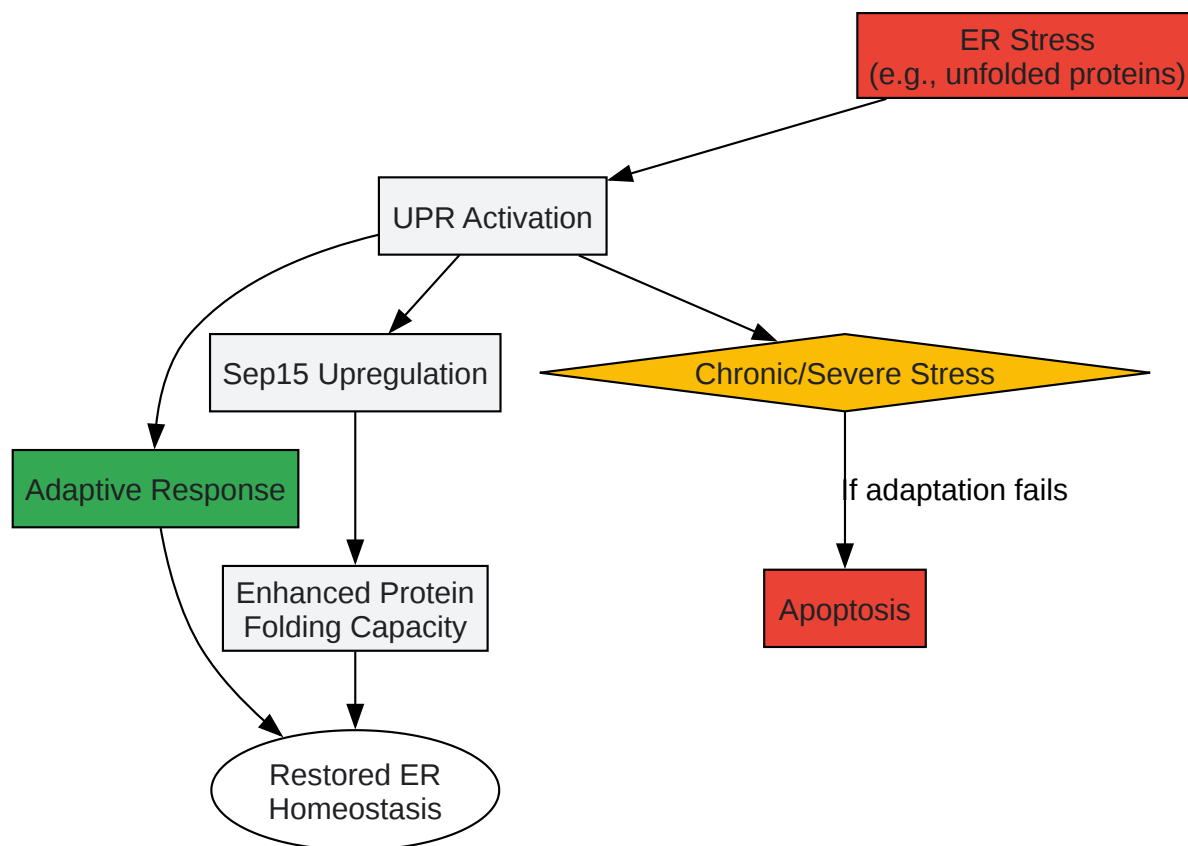 ER Stress
(e.g., unfolded proteins)
UPR Activation
Sep15 Upregulation
Chronic/Severe Stress
Adaptive Response
If adaptation fails
Enhanced Protein
Folding Capacity
Apoptosis
Restored ER
Homeostasis